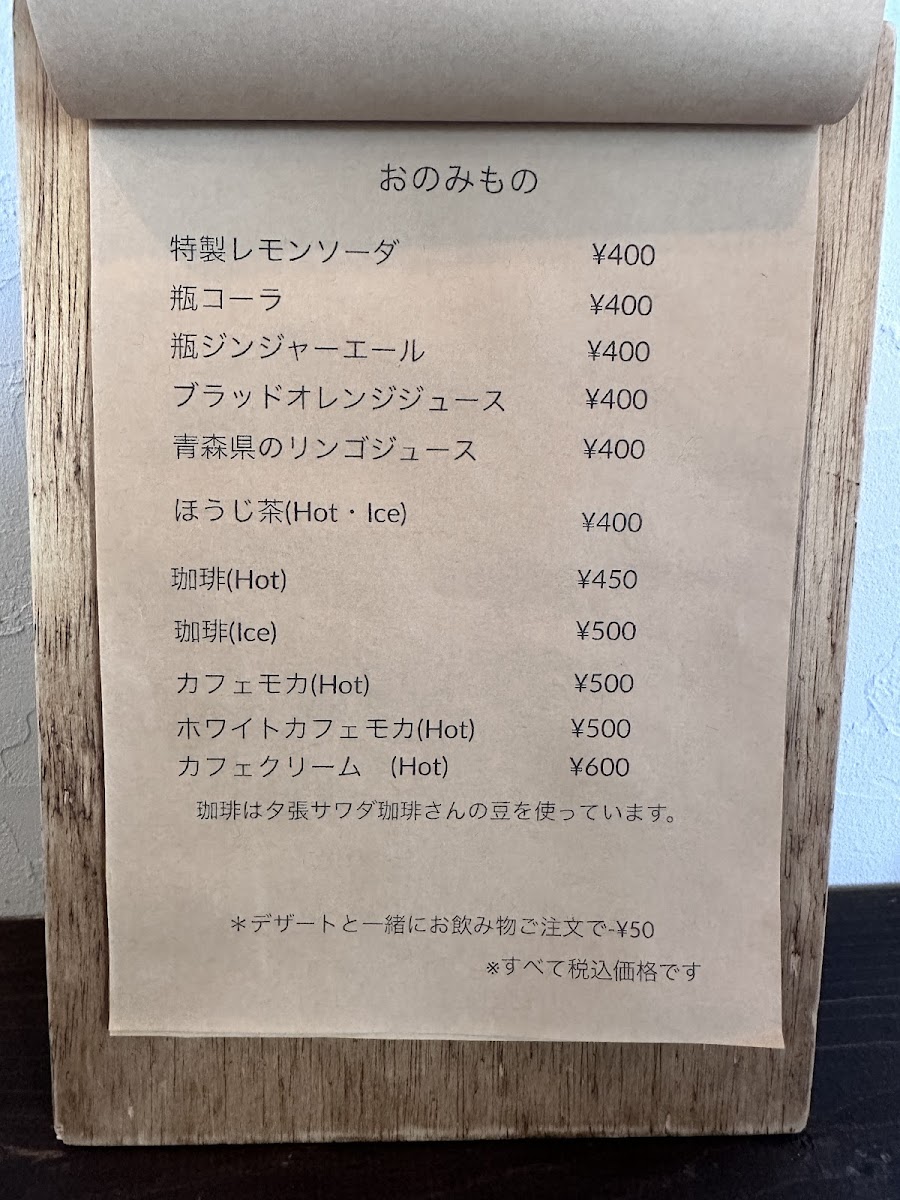 おのみもの
特製レモンソーダ ¥400
瓶コーラ ¥400
瓶ジンジャーエール ¥400
ブラッドオレンジジュース ¥400
青森県のリンゴジュース ¥400
ほうじ茶(Hot・Ice) ¥400
珈琲(Hot) ¥450
珈琲(Ice) ¥500
カフェモカ(Hot) ¥500
ホワイトカフェモカ(Hot) ¥500
カフェクリーム　(Hot) ¥600
珈琲は夕張サワダ珈琲さんの豆を使っています。
＊デザートと一緒にお飲み物ご注文で-¥50
※すべて税込価格です